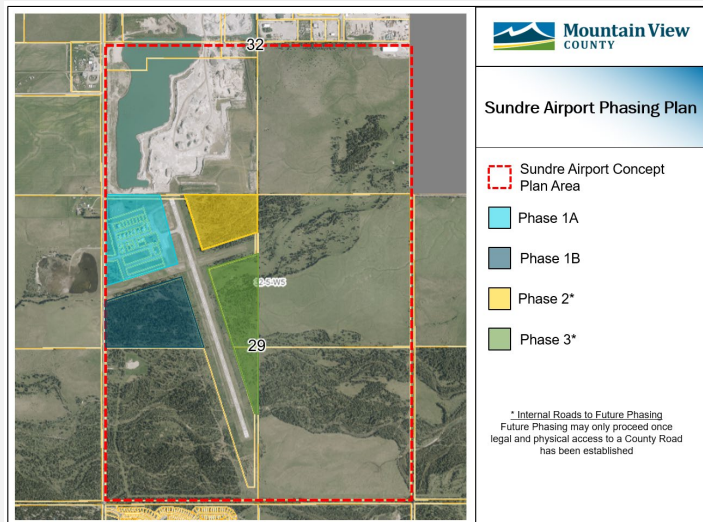 32
32-5-W5
29
Mountain View
COUNTY
Sundre Airport Phasing Plan
Sundre Airport Concept
Plan Area
Phase 1A
Phase 1B
Phase 2*
Phase 3*
* Internal Roads to Future Phasing
Future Phasing may only proceed once
legal and physical access to a County Road
has been established